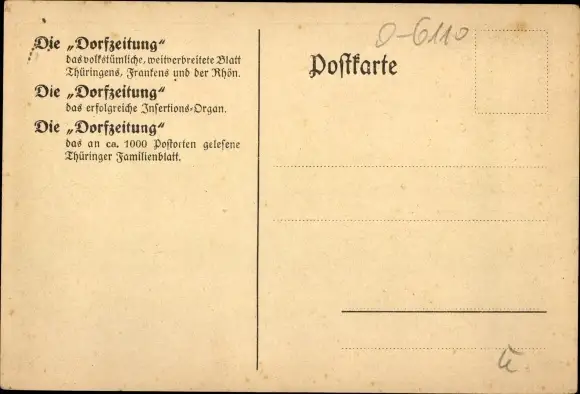 Die „Dorfzeitung“
das volkstümliche, weitverbreitete Blatt
Thüringens, Frankens und der Rhön.
Die „Dorfzeitung“
das erfolgreiche Insertions-Organ.
Die „Dorfzeitung“
das an ca. 1000 Postorten gelesene
Thüringer Familienblatt.
O-6110
Postkarte